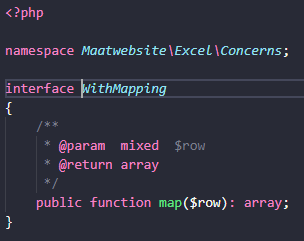 <?php
namespace Maatwebsite\Excel\Concerns;
interface WithMapping
{
    /**
     * @param  mixed  $row
     * @return array
     */
    public function map($row): array;
}